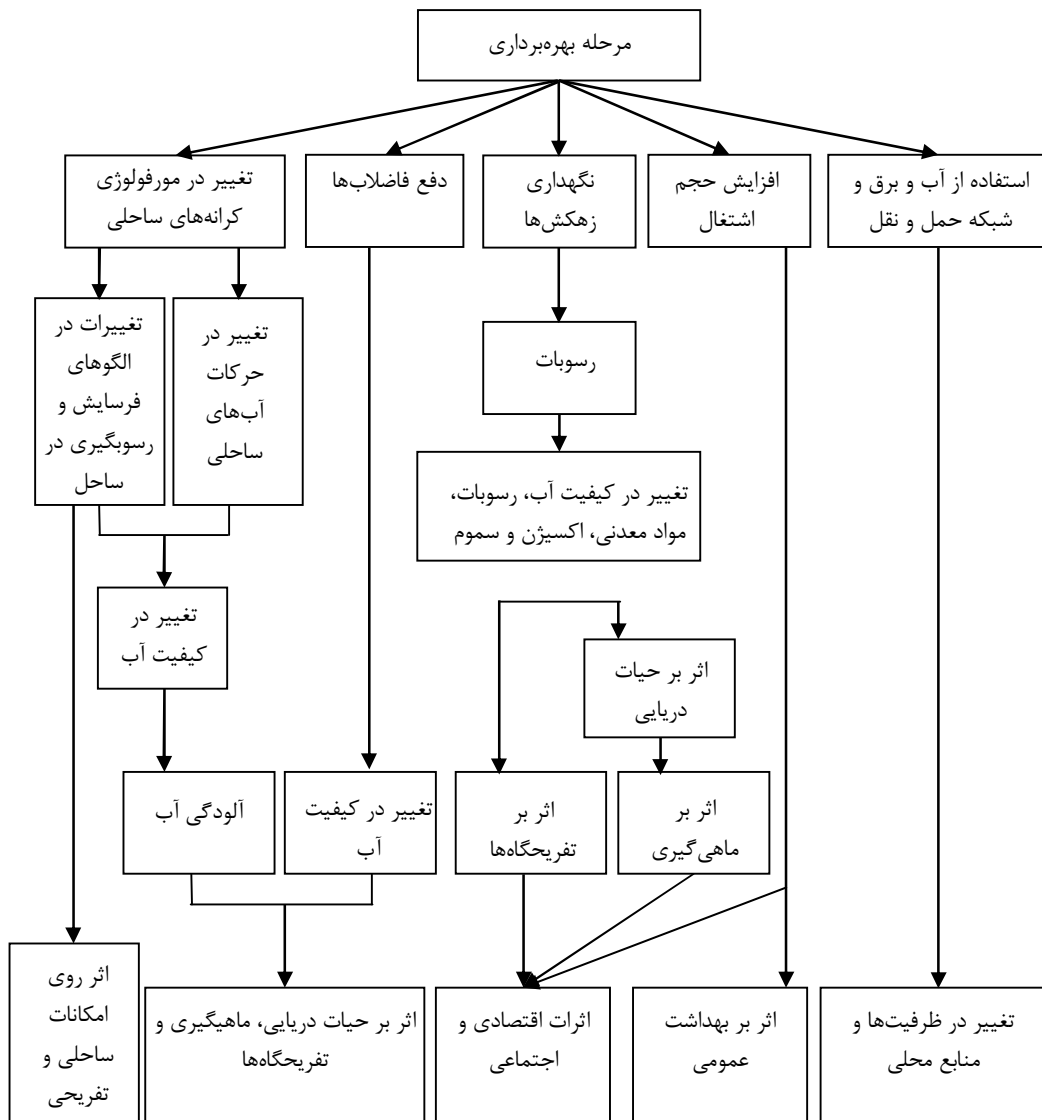 مرحله بهره‌برداری
استفاده از آب و برق و
شبکه حمل و نقل
افزایش حجم
اشتغال
نگهداری
زهکش‌ها
دفع فاضلاب‌ها
تغییر در مورفولوژی
کرانه‌های ساحلی
تغییر در
حرکات
آب‌های
ساحلی
تغییرات در
الگوهای
فرسایش و
رسوبگیری در
ساحل
رسوبات
تغییر در کیفیت آب، رسوبات،
مواد معدنی، اکسیژن و سموم
تغییر در
کیفیت آب
اثر بر حیات
دریایی
اثر بر
ماهی‌گیری
اثر بر
تفریحگاه‌ها
تغییر در کیفیت
آب
آلودگی آب
تغییر در ظرفیت‌ها و
منابع محلی
اثر بر بهداشت
عمومی
اثرات اقتصادی و
اجتماعی
اثر بر حیات دریایی، ماهیگیری و
تفریحگاه‌ها
اثر روی
امکانات
ساحلی و
تفریحی